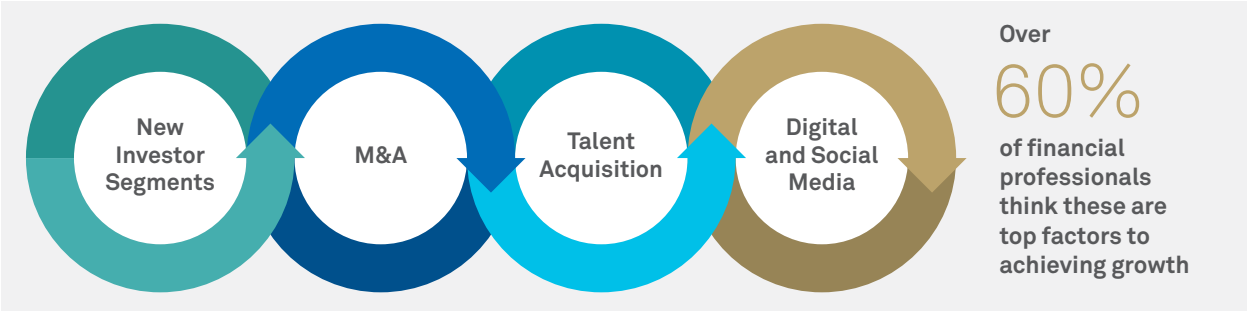 New
Investor
Segments
M&A
Talent
Acquisition
Digital
and Social
Media
Over
60%
of financial
professionals
think these are
top factors to
achieving growth